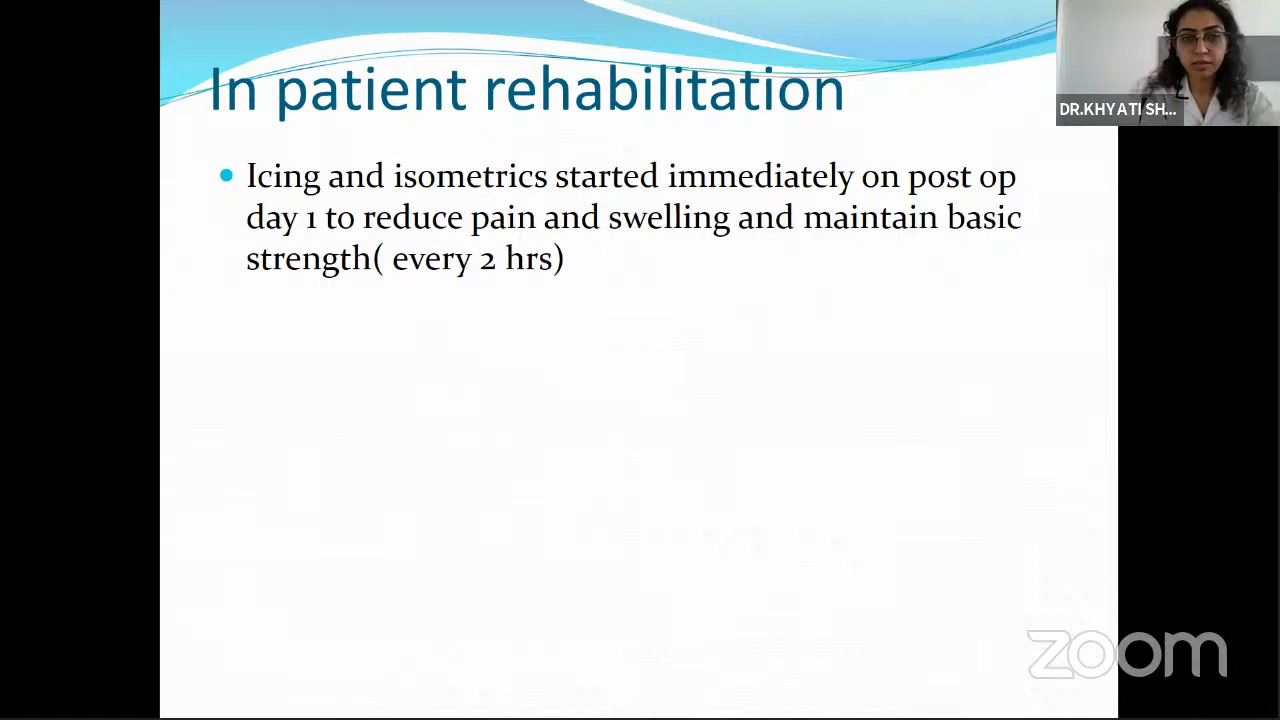 In patient rehabilitation
DR.KHYATI SH...
Icing and isometrics started immediately on post op
day 1 to reduce pain and swelling and maintain basic
strength( every 2 hrs)
zoom